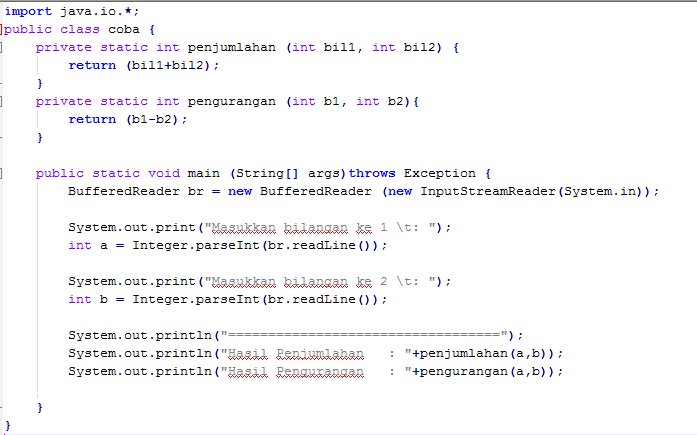 import java.io.*;
public class coba {
    private static int penjumlahan (int bil1, int bil2) {
        return (bil1+bil2);
    }
    private static int pengurangan (int b1, int b2){
        return (b1-b2);
    }
    public static void main (String[] args)throws Exception {
        BufferedReader br = new BufferedReader (new InputStreamReader(System.in));
        System.out.print("Masukkan bilangan ke 1 \t: ");
        int a = Integer.parseInt(br.readLine());
        System.out.print("Masukkan bilangan ke 2 \t: ");
        int b = Integer.parseInt(br.readLine());
        System.out.println("==================================");
        System.out.println("Hasil Penjumlahan   : "+penjumlahan(a,b));
        System.out.println("Hasil Pengurangan   : "+pengurangan(a,b));
    }
}